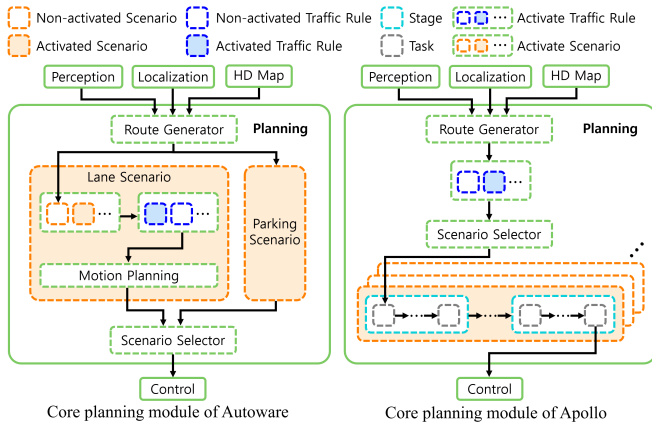 Non-activated Scenario
Non-activated Traffic Rule
Stage
Activate Traffic Rule
Activated Scenario
Activated Traffic Rule
Task
Activate Scenario
Perception
Localization
HD Map
Route Generator
Planning
Lane Scenario
Parking
Scenario
Motion Planning
Scenario Selector
Control
Core planning module of Autoware
Perception
Localization
HD Map
Route Generator
Planning
Scenario Selector
Control
Core planning module of Apollo